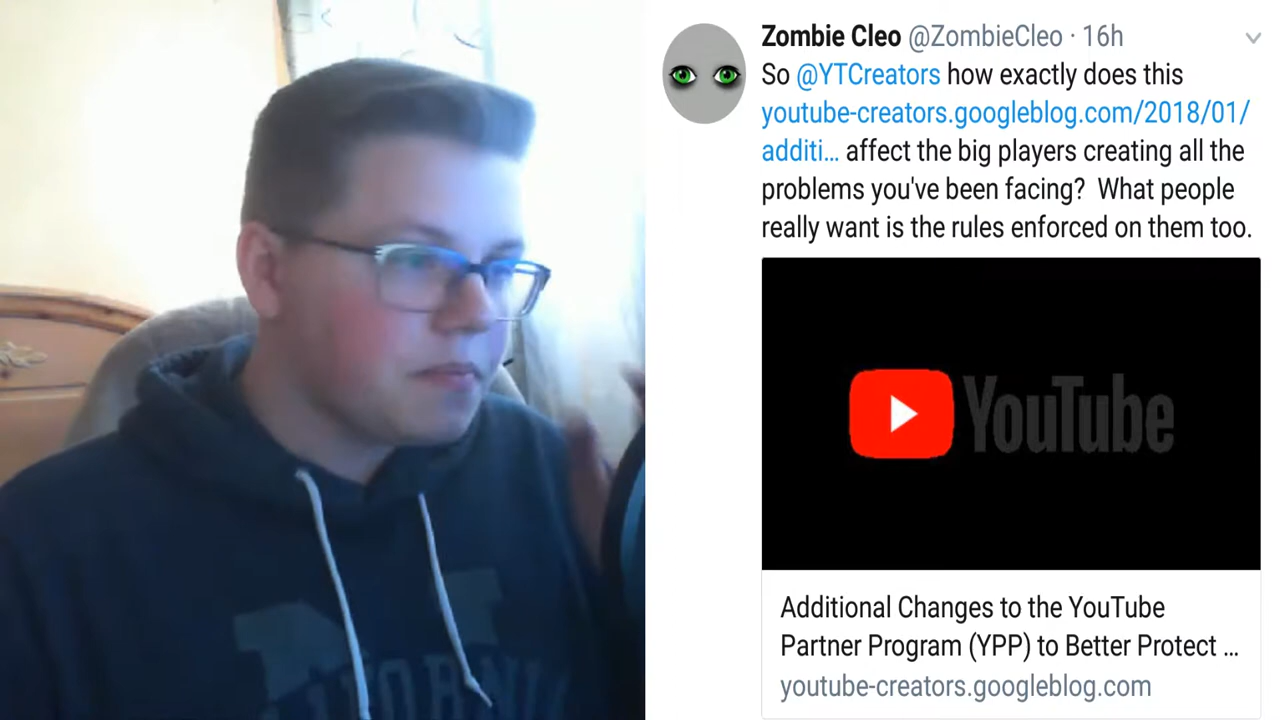 Zombie Cleo @ZombieCleo · 16h
So @YTCreators how exactly does this
youtube-creators.googleblog.com/2018/01/
additi... affect the big players creating all the
problems you've been facing?  What people
really want is the rules enforced on them too.
YouTube
Additional Changes to the YouTube
Partner Program (YPP) to Better Protect ...
youtube-creators.googleblog.com